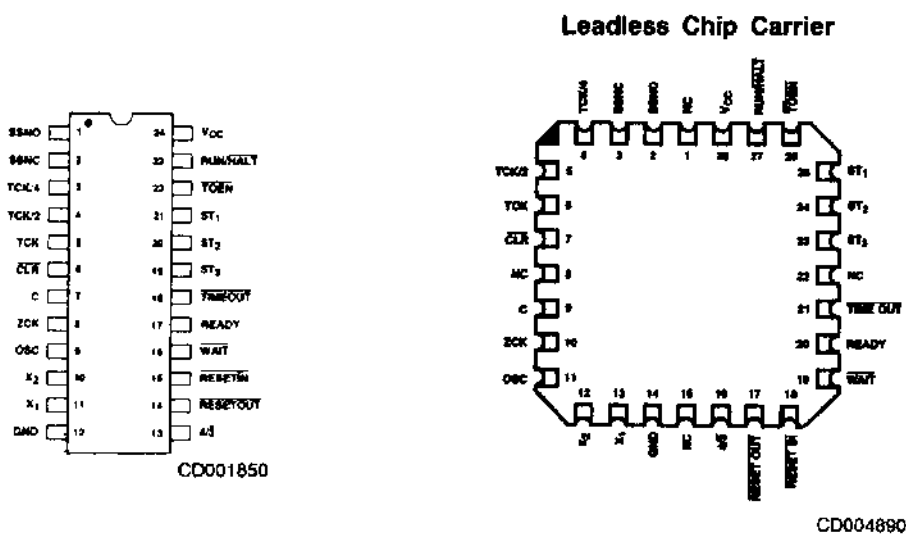 Leadless Chip Carrier
SSNO 1 24 VCC
SSNC 2 23 RUN/HALT
TCK/4 3 22 TOEN
TCK/2 4 21 ST1
TCK 5 20 ST2
CLR 6 19 ST3
C 7 18 TIMEOUT
ZCK 8 17 READY
OSC 9 16 WAIT
X2 10 15 RESETIN
X1 11 14 RESETOUT
GND 12 13
CD001850
TCK/4 SSNC SSNO NC VCC RUN/HALT TOEN
4 3 2 1 28 27 26
TCK/2 5 25 ST1
TCK 6 24 ST2
CLR 7 23 ST3
NC 8 22 NC
C 9 21 TIME OUT
ZCK 10 20 READY
OSC 11 19 WAIT
12 13 14 15 16 17 18
X2 X1 GND NC RESET OUT RESET IN
CD004890